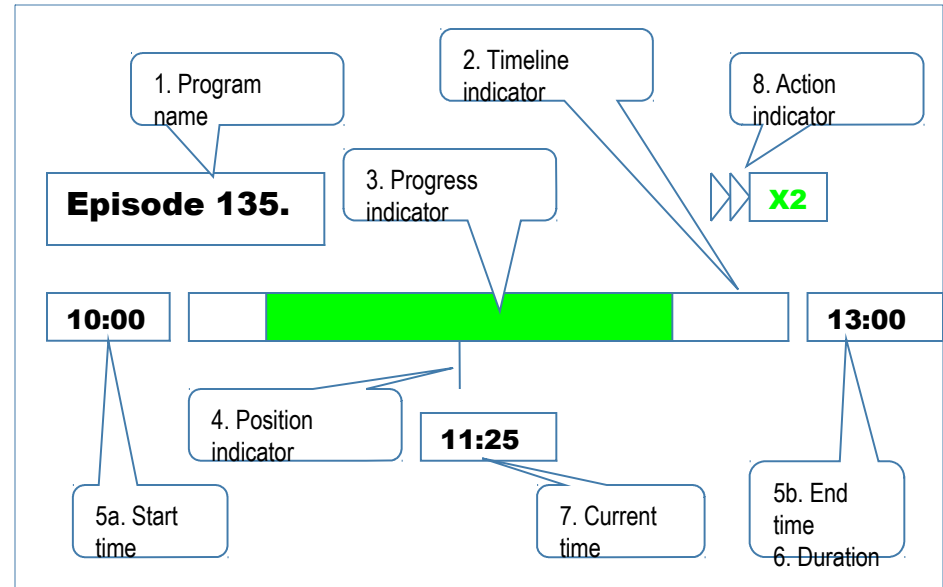 1. Program
name
2. Timeline
indicator
8. Action
indicator
3. Progress
indicator
Episode 135.
X2
10:00
13:00
4. Position
indicator
11:25
5a. Start
time
7. Current
time
5b. End
time
6. Duration